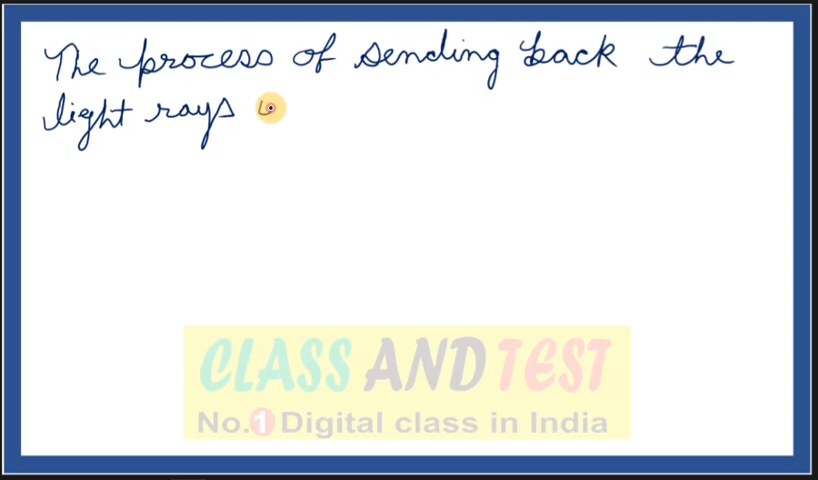 The process of sending back the
light rays
CLASS AND TEST
No.1 Digital class in India